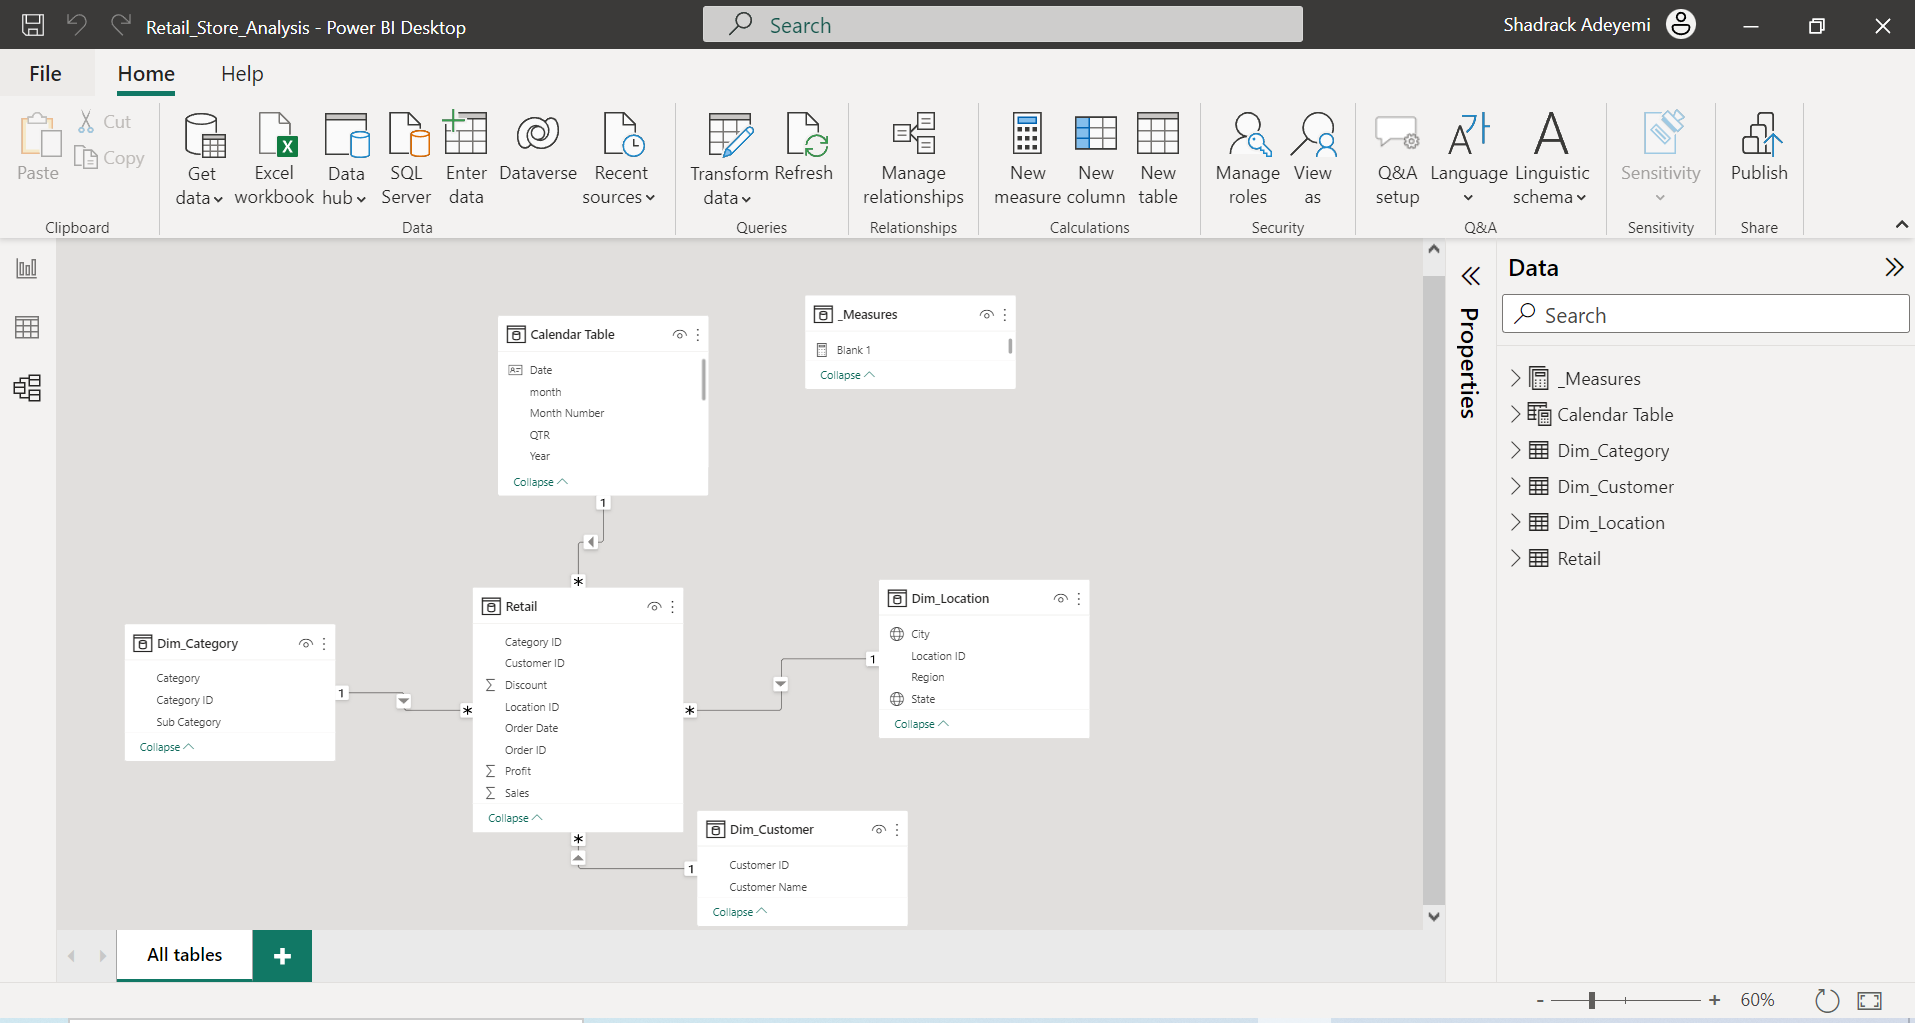 Retail_Store_Analysis - Power BI Desktop
Search
Shadrack Adeyemi
File
Home
Help
Paste
Cut
Copy
Clipboard
Get data
Excel workbook
Data hub
SQL Server
Enter data
Dataverse
Recent sources
Data
Transform data
Refresh
Queries
Manage relationships
Relationships
New measure
New column
New table
Calculations
Manage roles
View as
Security
Q&A setup
Language
Linguistic schema
Q&A
Sensitivity
Sensitivity
Publish
Share
Calendar Table
Date
month
Month Number
QTR
Year
Collapse
1
*
_Measures
Blank 1
Collapse
Retail
Category ID
Customer ID
Σ Discount
Location ID
Order Date
Order ID
Σ Profit
Σ Sales
Collapse
Dim_Category
Category
Category ID
Sub Category
Collapse
1
*
Dim_Location
City
Location ID
Region
State
Collapse
1
*
Dim_Customer
Customer ID
Customer Name
Collapse
1
*
Properties
Data
Search
_Measures
Calendar Table
Dim_Category
Dim_Customer
Dim_Location
Retail
All tables
+
- + 60%